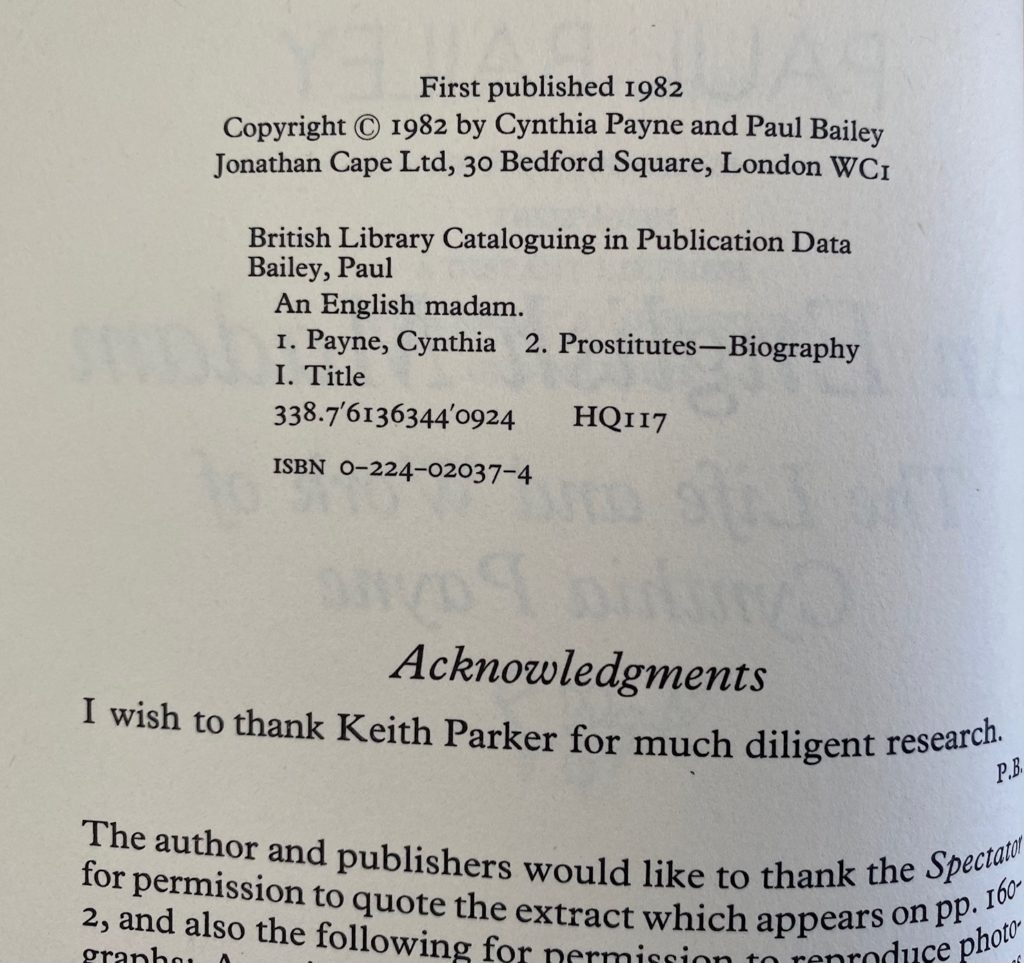 First published 1982
Copyright © 1982 by Cynthia Payne and Paul Bailey
Jonathan Cape Ltd, 30 Bedford Square, London WC1
British Library Cataloguing in Publication Data
Bailey, Paul
An English madam.
1. Payne, Cynthia 2. Prostitutes—Biography
I. Title
338.7′6136344′0924 HQ117
ISBN 0-224-02037-4
Acknowledgments
I wish to thank Keith Parker for much diligent research.
P.B.
The author and publishers would like to thank the Spectator
for permission to quote the extract which appears on pp. 160-
2, and also the following for permission to reproduce photo-
graphs: